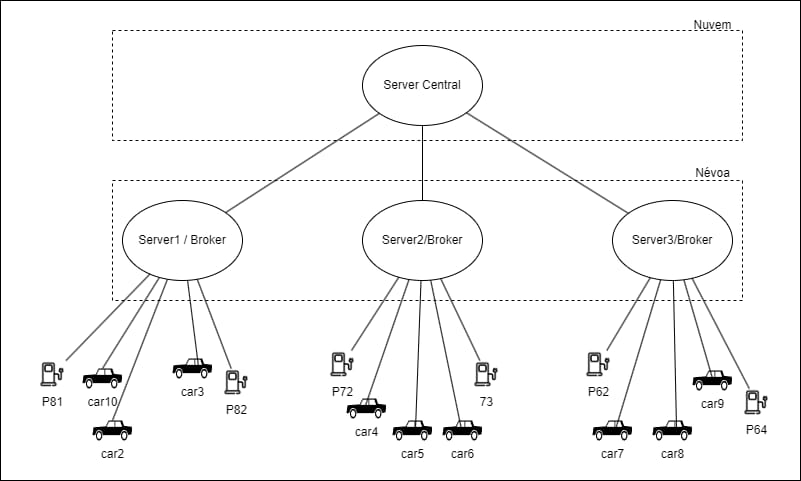 Nuvem
Server Central
Névoa
Server1 / Broker
Server2/Broker
Server3/Broker
P81
car10
car3
P82
car2
P72
car4
73
car5
car6
P62
car9
P64
car7
car8